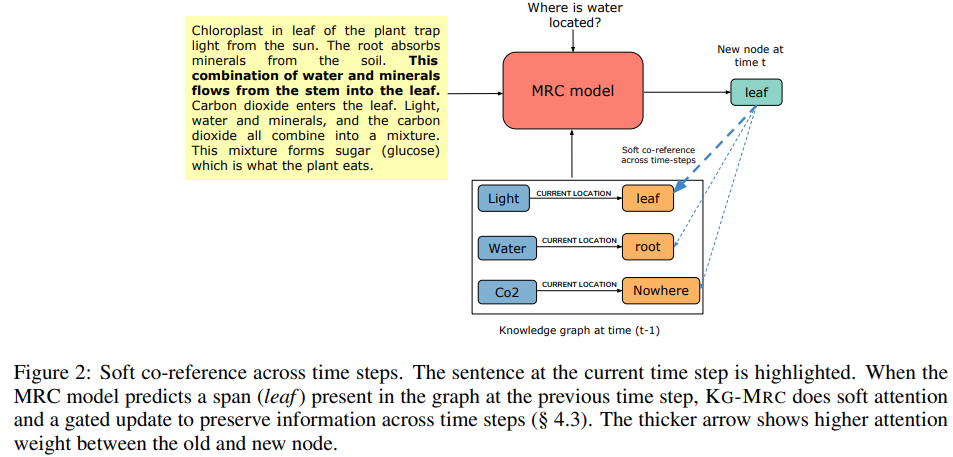 Where is water
located?
Chloroplast in leaf of the plant trap
light from the sun. The root absorbs
minerals from the soil. This
combination of water and minerals
flows from the stem into the leaf.
Carbon dioxide enters the leaf. Light,
water and minerals, and the carbon
dioxide all combine into a mixture.
This mixture forms sugar (glucose)
which is what the plant eats.
MRC model
New node at
time t
leaf
Soft co-reference
across time-steps
Light
CURRENT LOCATION
leaf
Water
CURRENT LOCATION
root
Co2
CURRENT LOCATION
Nowhere
Knowledge graph at time (t-1)
Figure 2: Soft co-reference across time steps. The sentence at the current time step is highlighted. When the
MRC model predicts a span (leaf) present in the graph at the previous time step, KG-MRC does soft attention
and a gated update to preserve information across time steps (§ 4.3). The thicker arrow shows higher attention
weight between the old and new node.